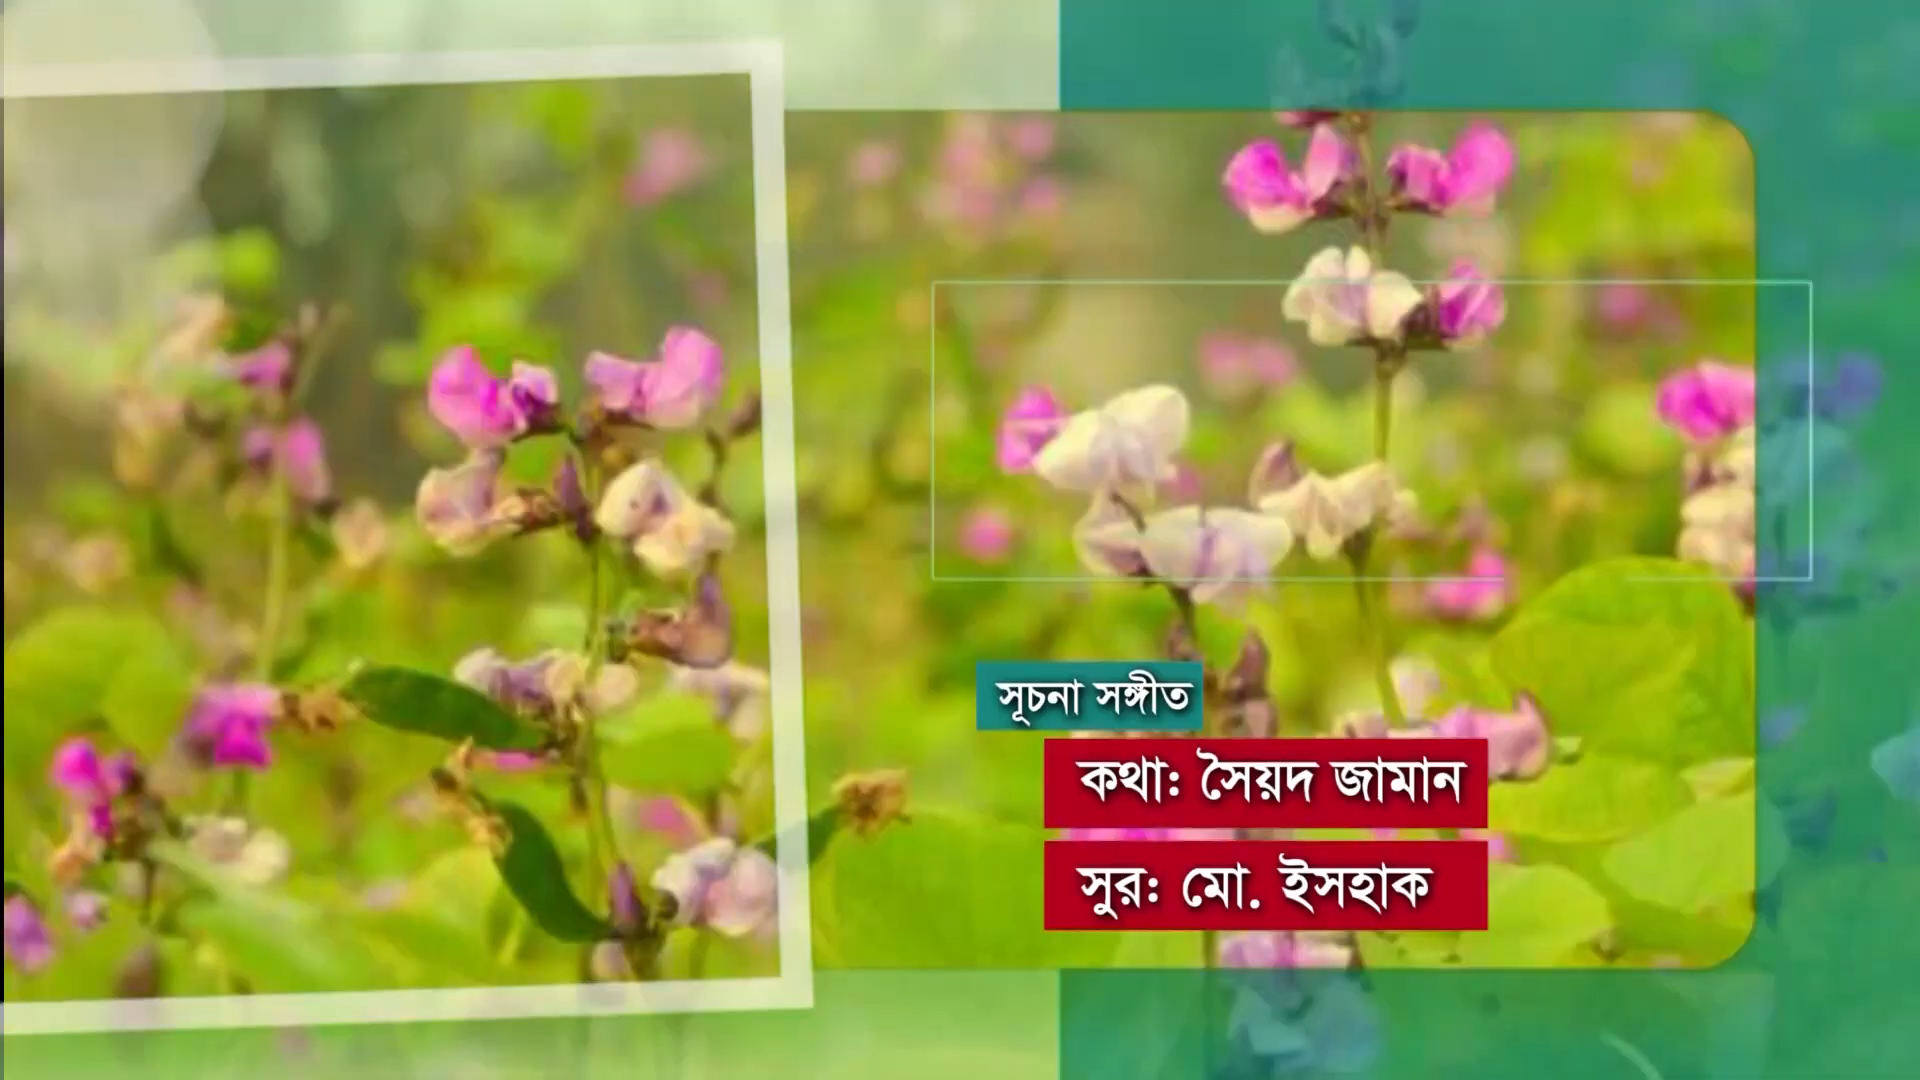 সূচনা সঙ্গীত
কথা: সৈয়দ জামান
সুর: মো. ইসহাক